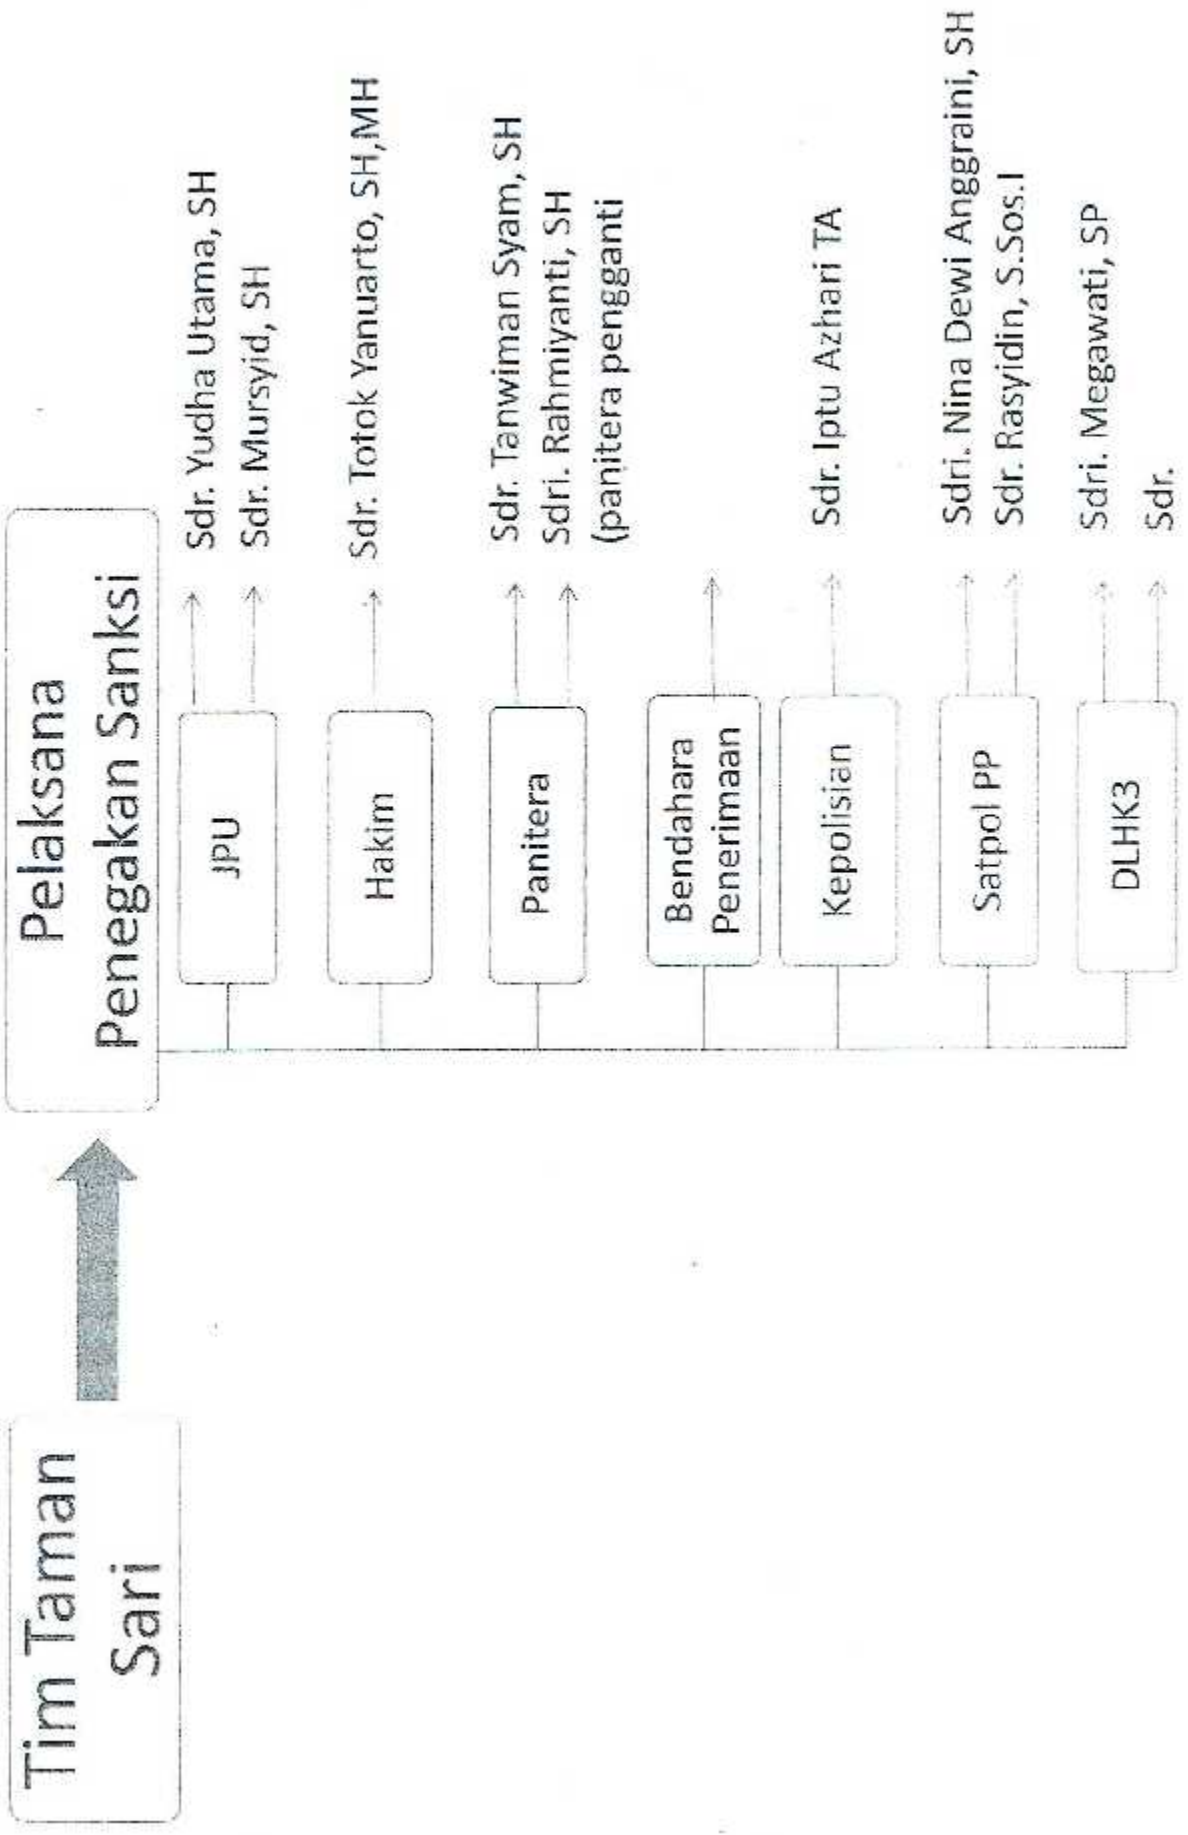 Tim Taman
Sari
Pelaksana
Penegakan Sanksi
JPU
Sdr. Yudha Utama, SH
Sdr. Mursyid, SH
Hakim
Sdr. Totok Yanuarto, SH,MH
Panitera
Sdr. Tanwiman Syam, SH
Sdri. Rahmiyanti, SH
(panitera pengganti
Bendahara
Penerimaan
Kepolisian
Sdr. Iptu Azhari TA
Satpol PP
Sdri. Nina Dewi Anggraini, SH
Sdr. Rasyidin, S.Sos.I
DLHK3
Sdri. Megawati, SP
Sdr.